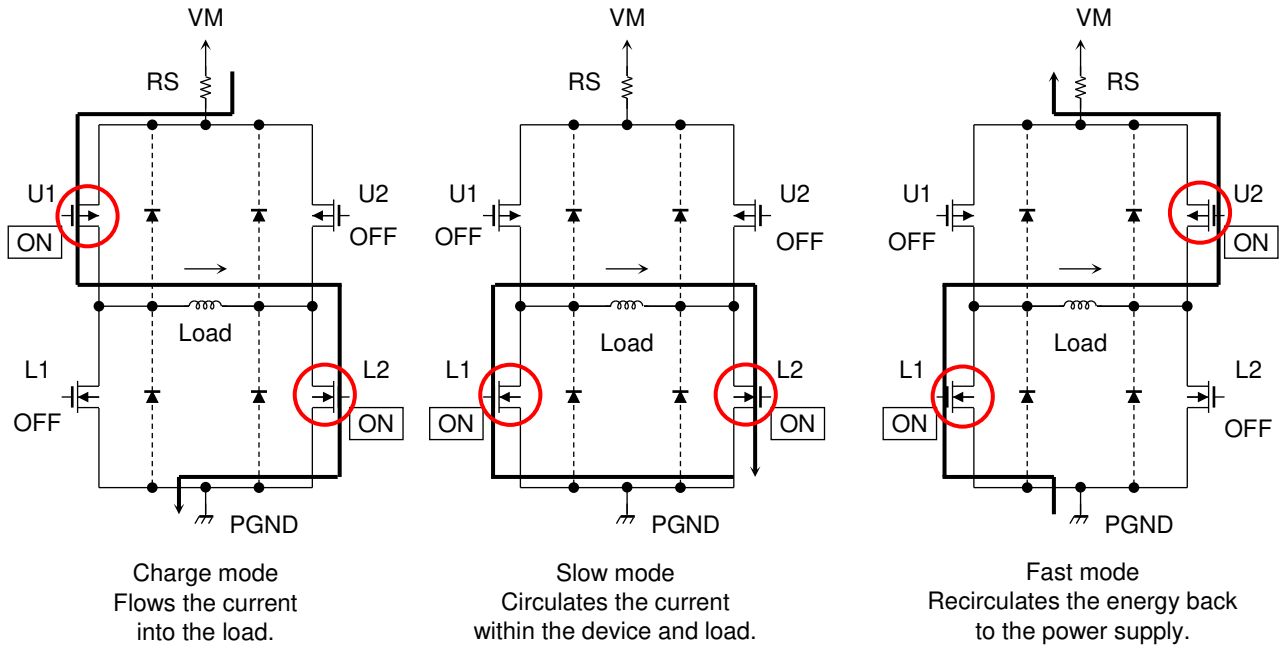 VM
RS
U1
ON
U2
OFF
Load
L1
OFF
L2
ON
PGND
Charge mode
Flows the current
into the load.
VM
RS
U1
OFF
U2
OFF
Load
L1
ON
L2
ON
PGND
Slow mode
Circulates the current
within the device and load.
VM
RS
U1
OFF
U2
ON
Load
L1
ON
L2
OFF
PGND
Fast mode
Recirculates the energy back
to the power supply.